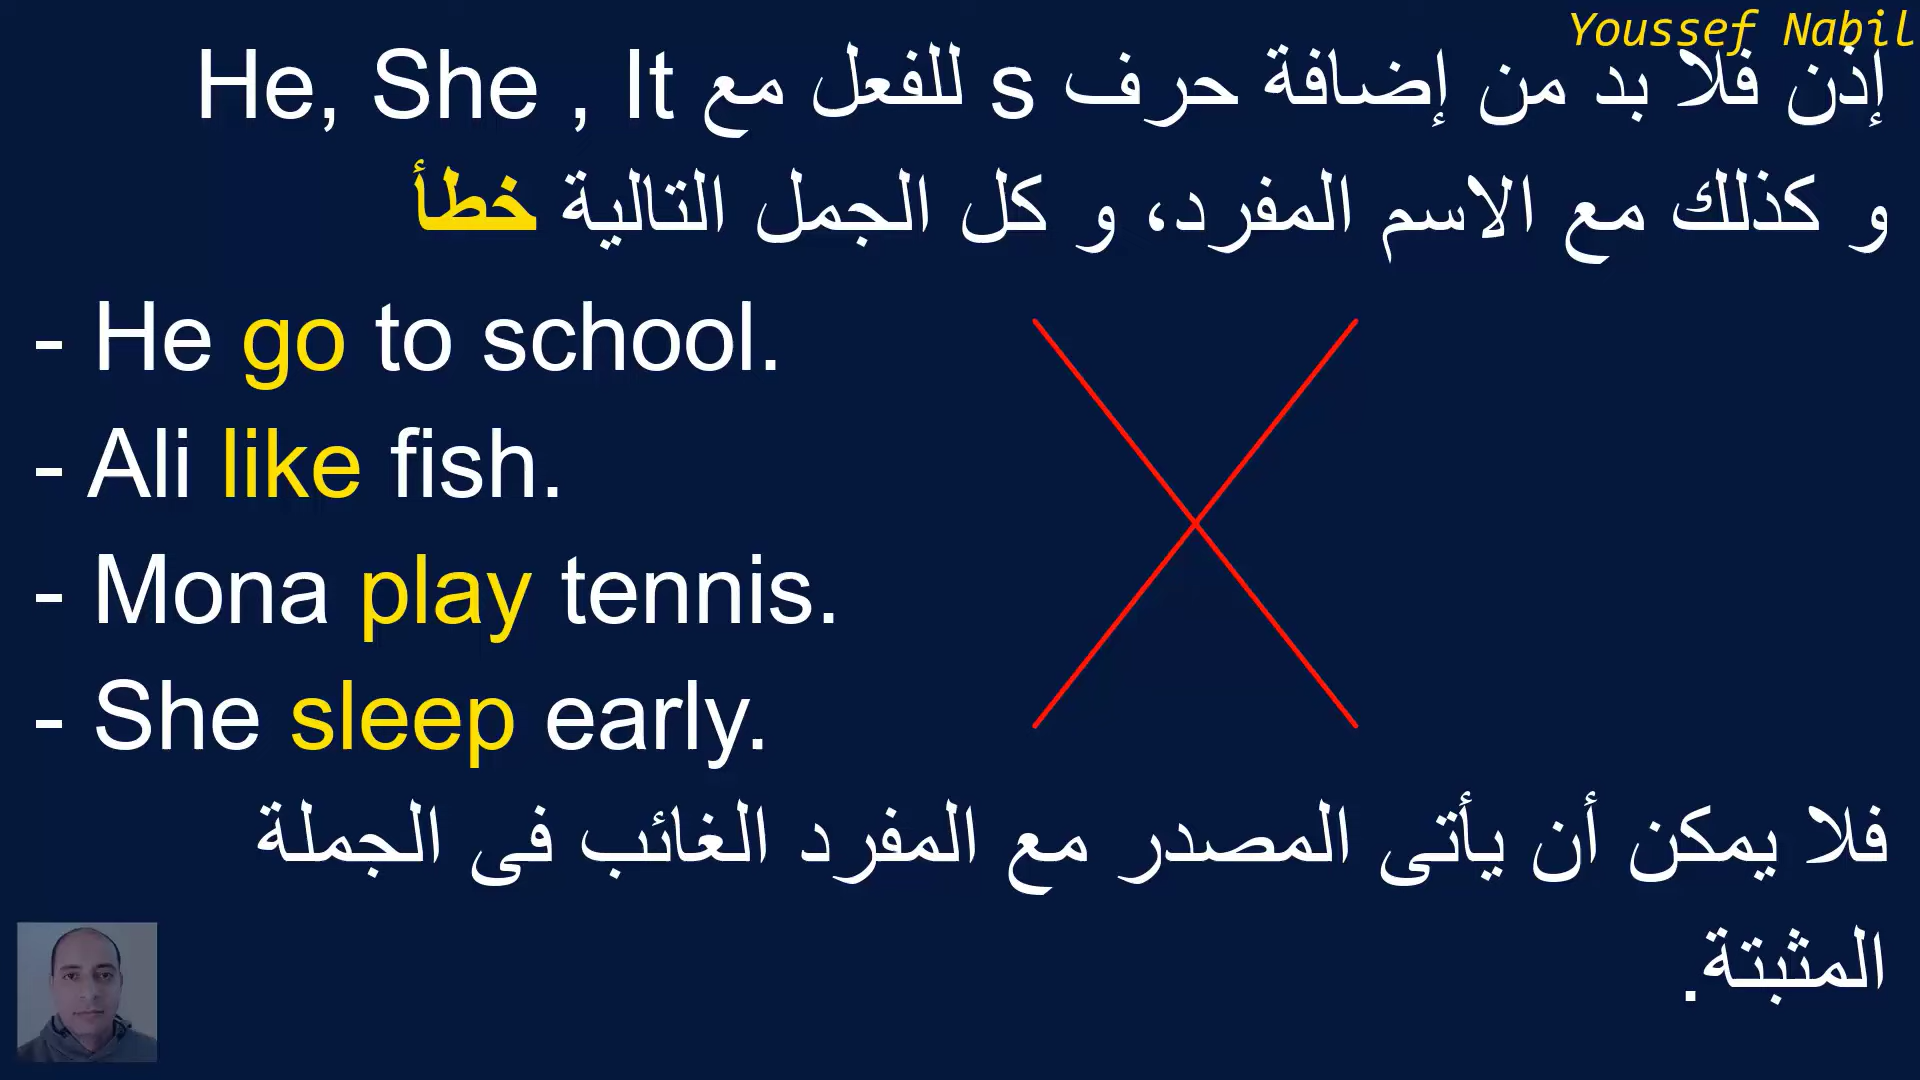 Youssef Nabil
إذن فلا بد من إضافة حرف s للفعل مع He, She , It
و كذلك مع الاسم المفرد، و كل الجمل التالية خطأ
- He go to school.
- Ali like fish.
- Mona play tennis.
- She sleep early.
فلا يمكن أن يأتى المصدر مع المفرد الغائب فى الجملة
المثبتة.